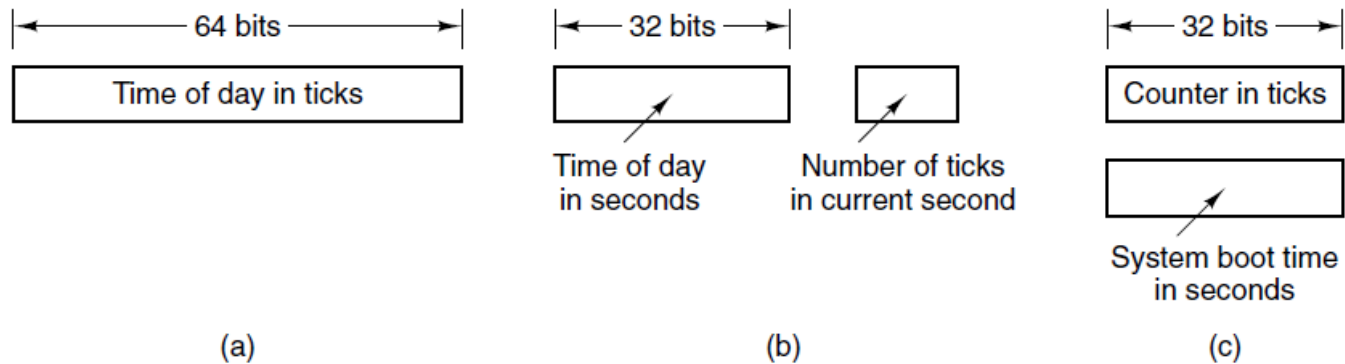 64 bits
Time of day in ticks
(a)
32 bits
Time of day
in seconds
Number of ticks
in current second
(b)
32 bits
Counter in ticks
System boot time
in seconds
(c)